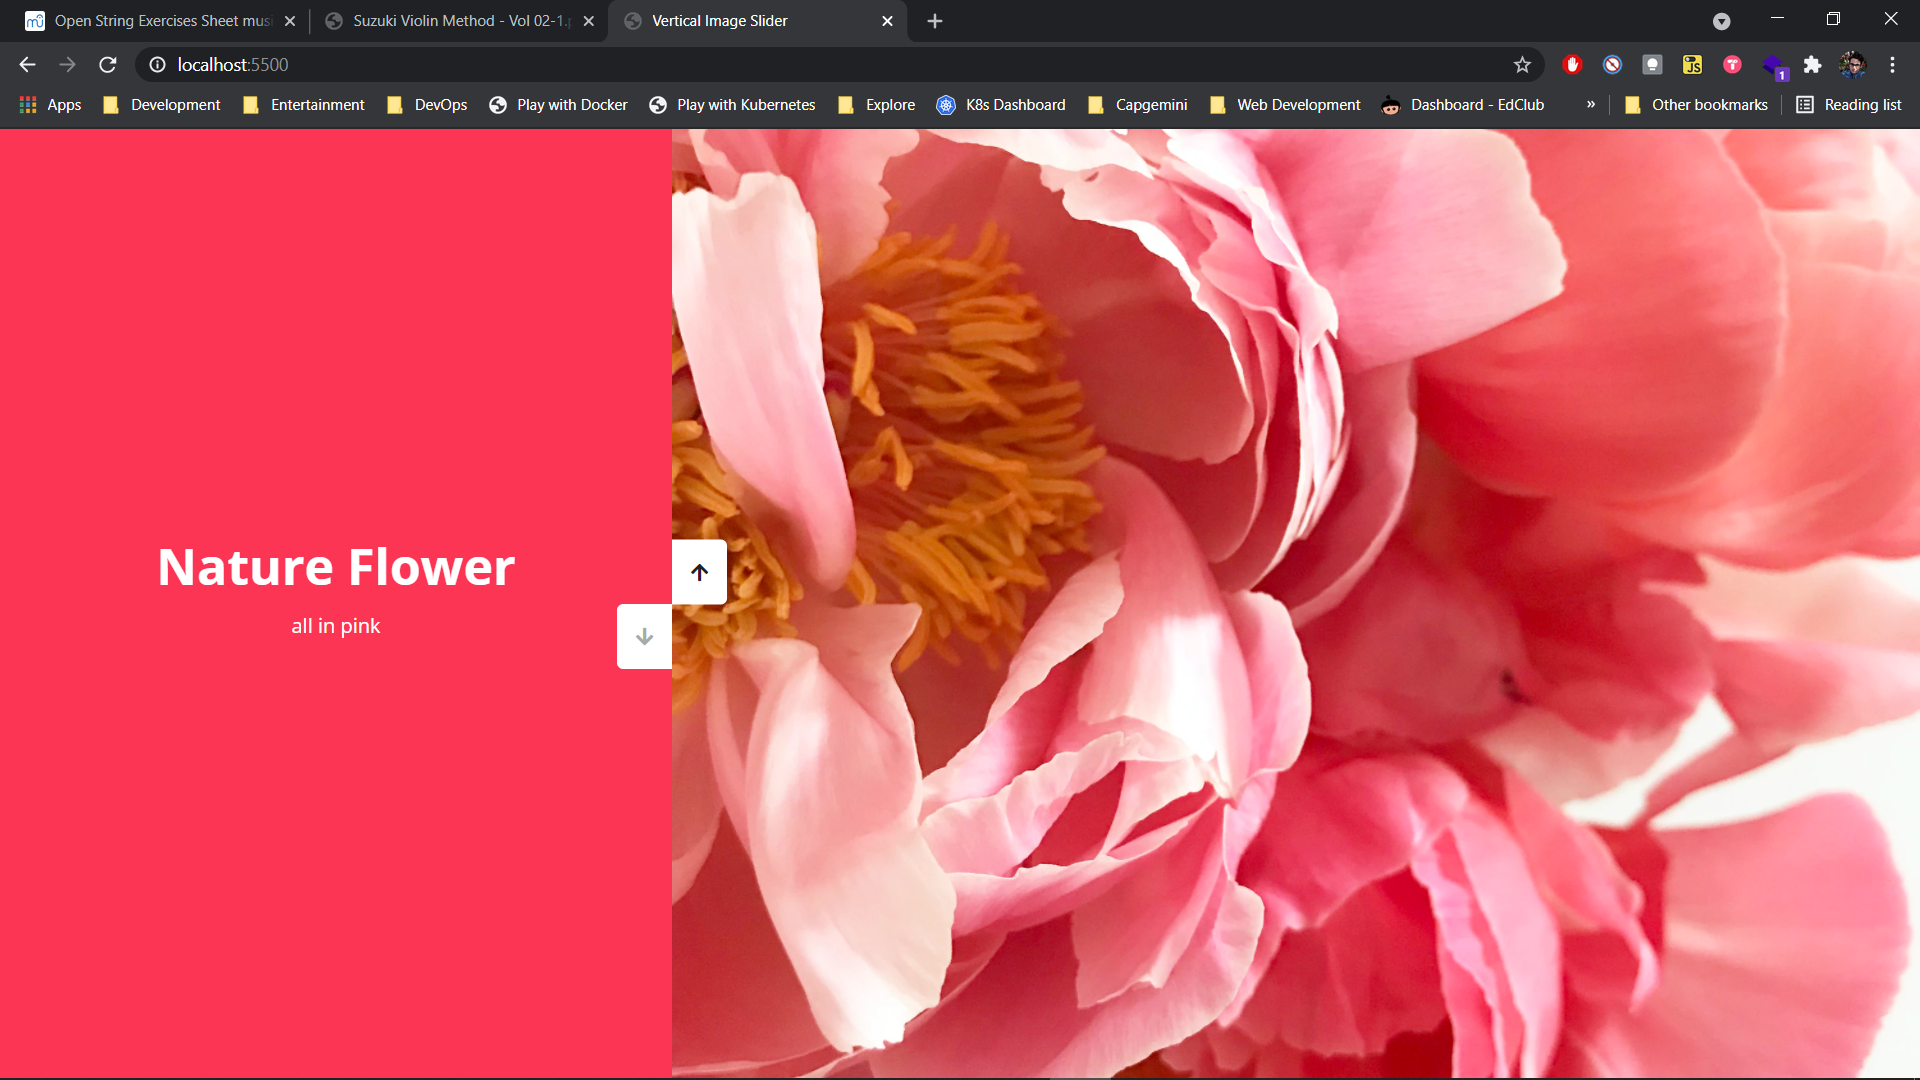 Open String Exercises Sheet musi
Suzuki Violin Method - Vol 02-1.p
Vertical Image Slider
localhost:5500
JS
T
1
Apps
Development
Entertainment
DevOps
Play with Docker
Play with Kubernetes
Explore
K8s Dashboard
Capgemini
Web Development
Dashboard - EdClub
»
Other bookmarks
Reading list
Nature Flower
all in pink